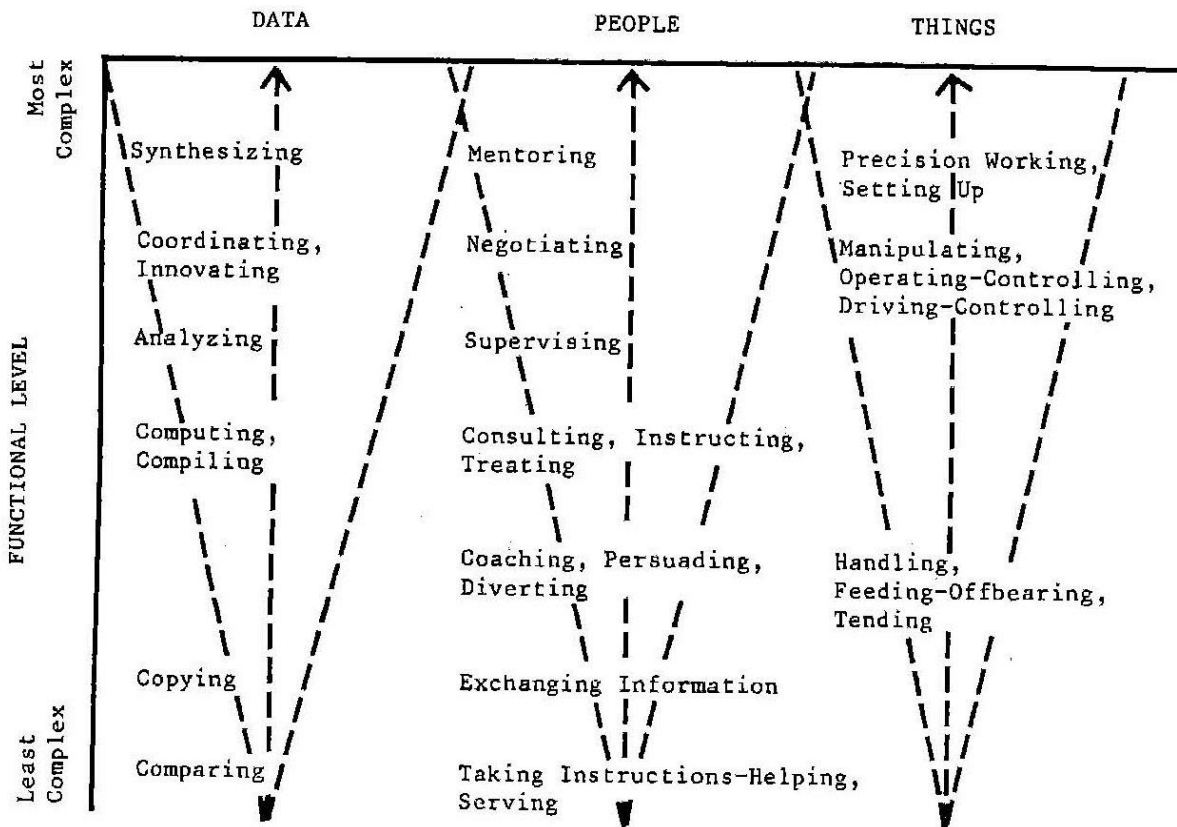 DATA
PEOPLE
THINGS
Most
Complex
Synthesizing
Mentoring
Precision Working,
Setting Up
Coordinating,
Innovating
Negotiating
Manipulating,
Operating-Controlling,
Driving-Controlling
Analyzing
Supervising
FUNCTIONAL LEVEL
Computing,
Compiling
Consulting, Instructing,
Treating
Coaching, Persuading,
Diverting
Handling,
Feeding-Offbearing,
Tending
Copying
Exchanging Information
Least
Complex
Comparing
Taking Instructions-Helping,
Serving